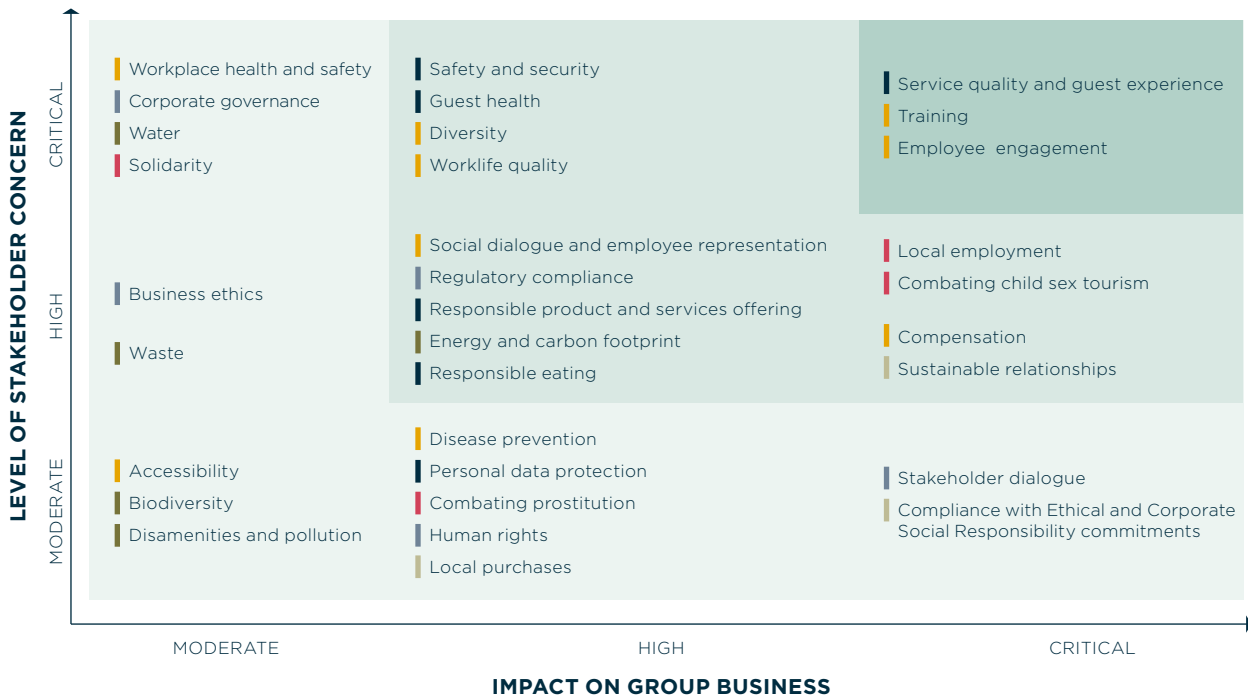 LEVEL OF STAKEHOLDER CONCERN
CRITICAL
Workplace health and safety
Corporate governance
Water
Solidarity
Safety and security
Guest health
Diversity
Worklife quality
Service quality and guest experience
Training
Employee engagement
HIGH
Business ethics
Waste
Social dialogue and employee representation
Regulatory compliance
Responsible product and services offering
Energy and carbon footprint
Responsible eating
Local employment
Combating child sex tourism
Compensation
Sustainable relationships
MODERATE
Accessibility
Biodiversity
Disamenities and pollution
Disease prevention
Personal data protection
Combating prostitution
Human rights
Local purchases
Stakeholder dialogue
Compliance with Ethical and Corporate
Social Responsibility commitments
MODERATE
HIGH
CRITICAL
IMPACT ON GROUP BUSINESS